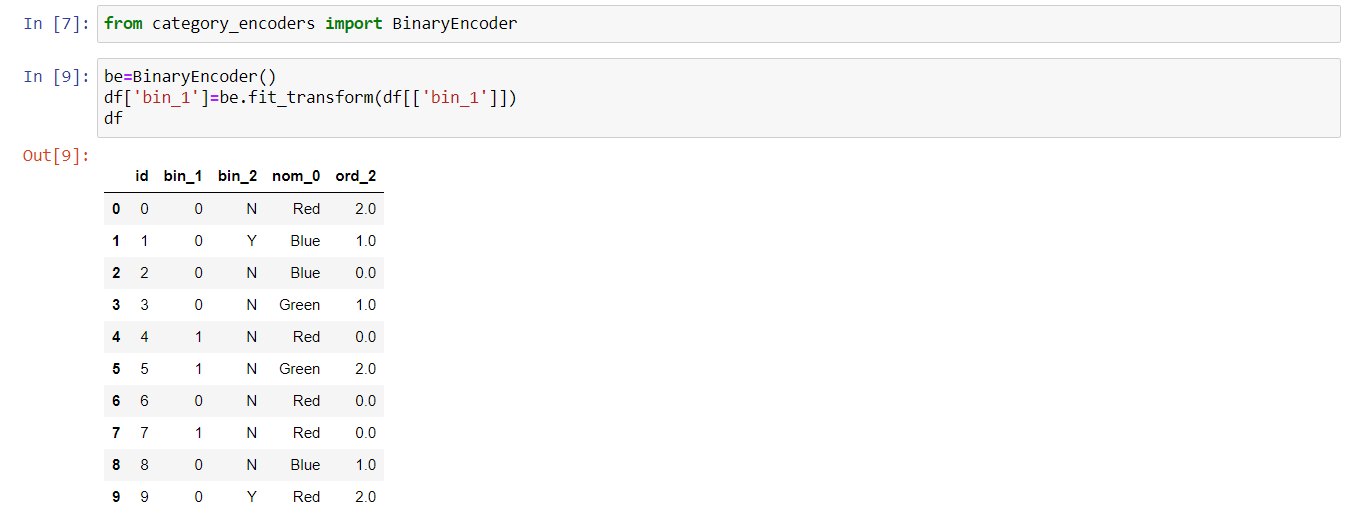 In [7]: from category_encoders import BinaryEncoder
In [9]: be=BinaryEncoder()
df['bin_1']=be.fit_transform(df[['bin_1']])
df
Out[9]:
id bin_1 bin_2 nom_0 ord_2
0 0 0 N Red 2.0
1 1 0 Y Blue 1.0
2 2 0 N Blue 0.0
3 3 0 N Green 1.0
4 4 1 N Red 0.0
5 5 1 N Green 2.0
6 6 0 N Red 0.0
7 7 1 N Red 0.0
8 8 0 N Blue 1.0
9 9 0 Y Red 2.0